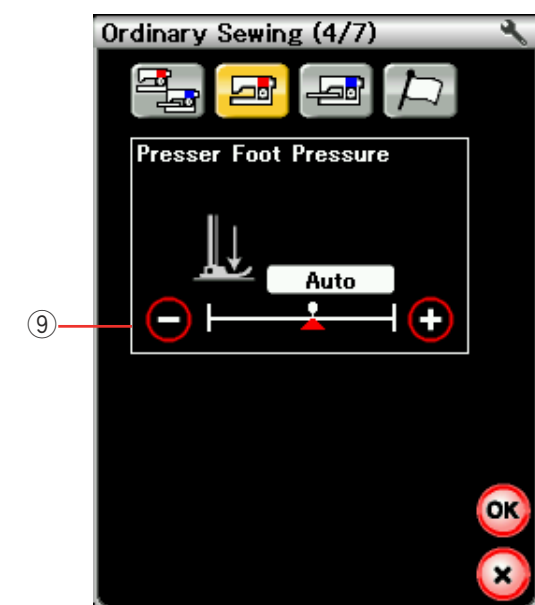 Ordinary Sewing (4/7)
Presser Foot Pressure
Auto
⑨
OK